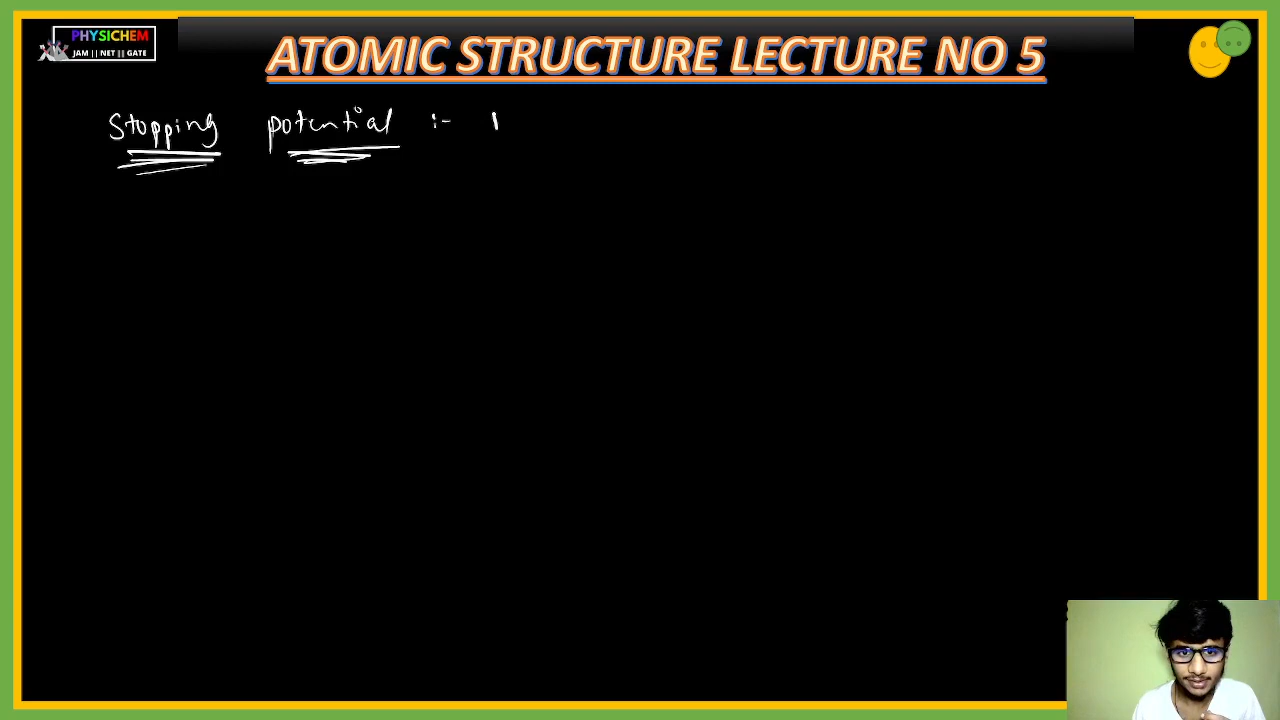 PHYSICHEM
JAM || NET || GATE
ATOMIC STRUCTURE LECTURE NO 5
Stopping potential :-